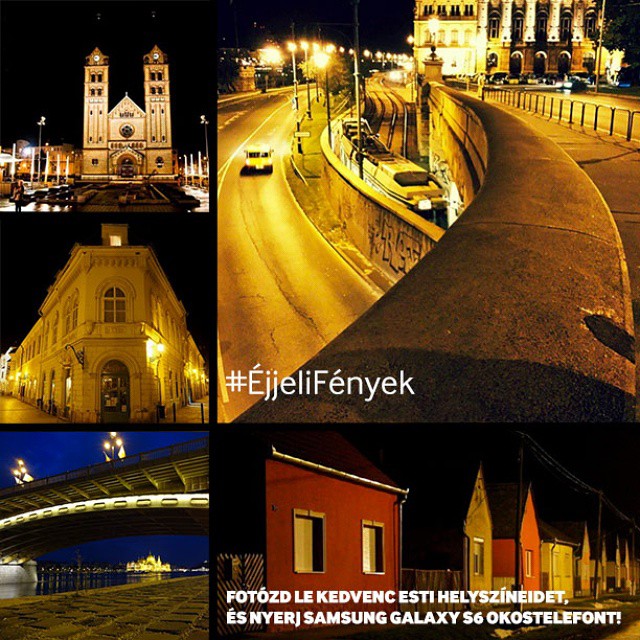 #ÉjjeliFények
FOTÓZD LE KEDVENC ESTI HELYSZÍNEIDET,
ÉS NYERJ SAMSUNG GALAXY S6 OKOSTELEFONT!